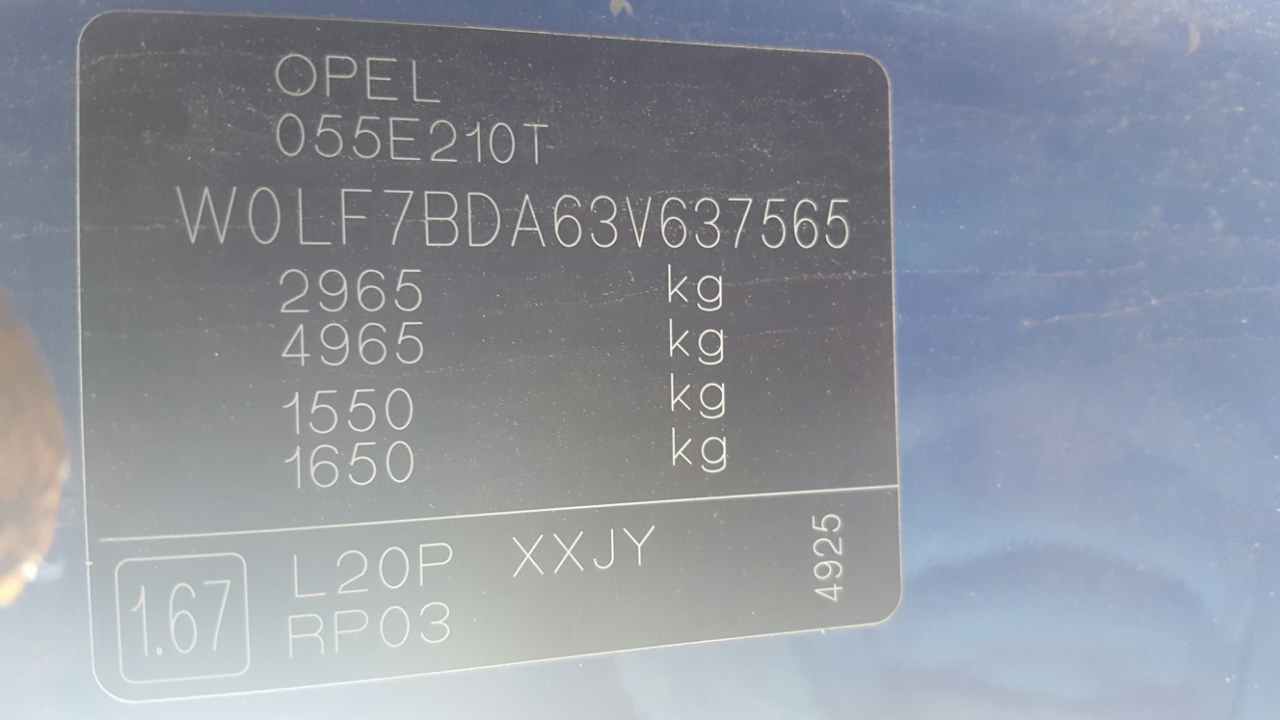 OPEL
055E210T
W0LF7BDA63V637565
2965 kg
4965 kg
1550 kg
1650 kg
1.67
L20P XXJY
RP03
4925